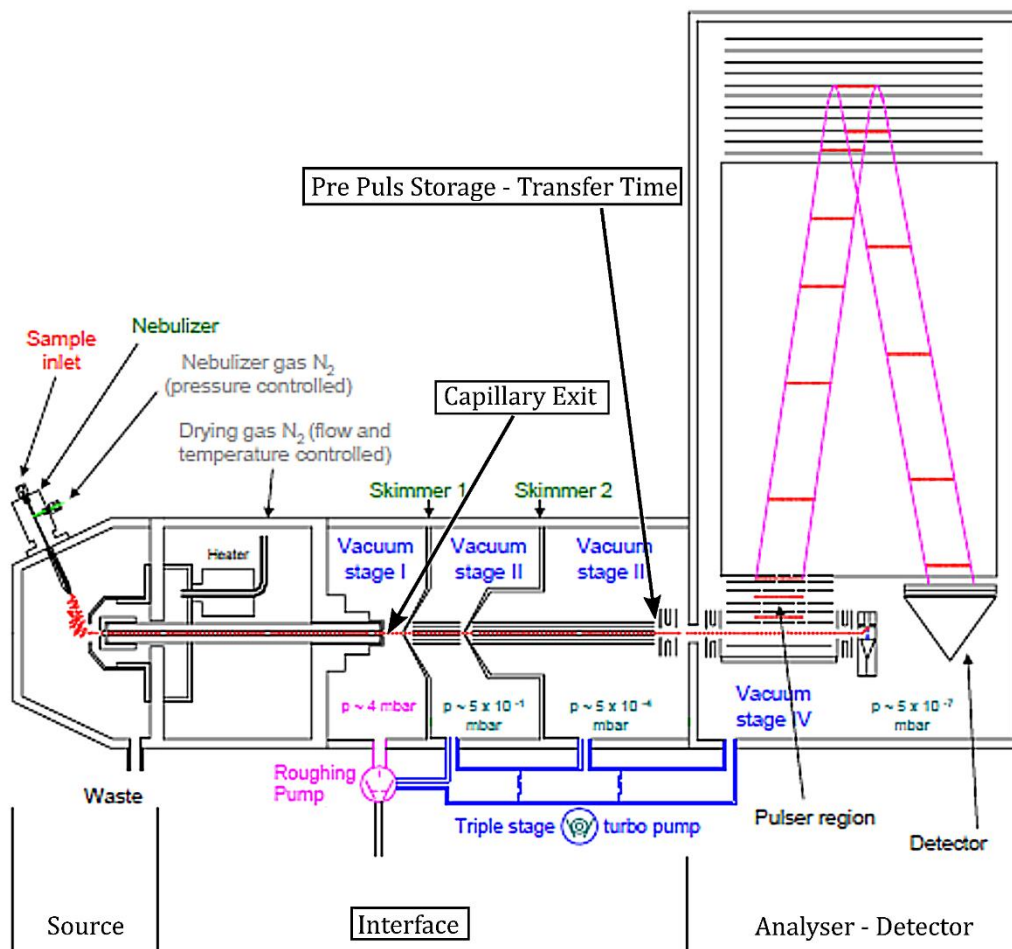 Pre Puls Storage - Transfer Time
Nebulizer
Sample
inlet
Nebulizer gas N₂
(pressure controlled)
Capillary Exit
Drying gas N₂ (flow and
temperature controlled)
Skimmer 1
Skimmer 2
Heater
Vacuum
stage I
Vacuum
stage II
Vacuum
stage II
p ~ 4 mbar
p ~ 5 x 10⁻¹
mbar
p ~ 5 x 10⁻⁴
mbar
Vacuum
stage IV
p ~ 5 x 10⁻⁷
mbar
Waste
Roughing
Pump
Triple stage
turbo pump
Pulser region
Detector
Source
Interface
Analyser - Detector